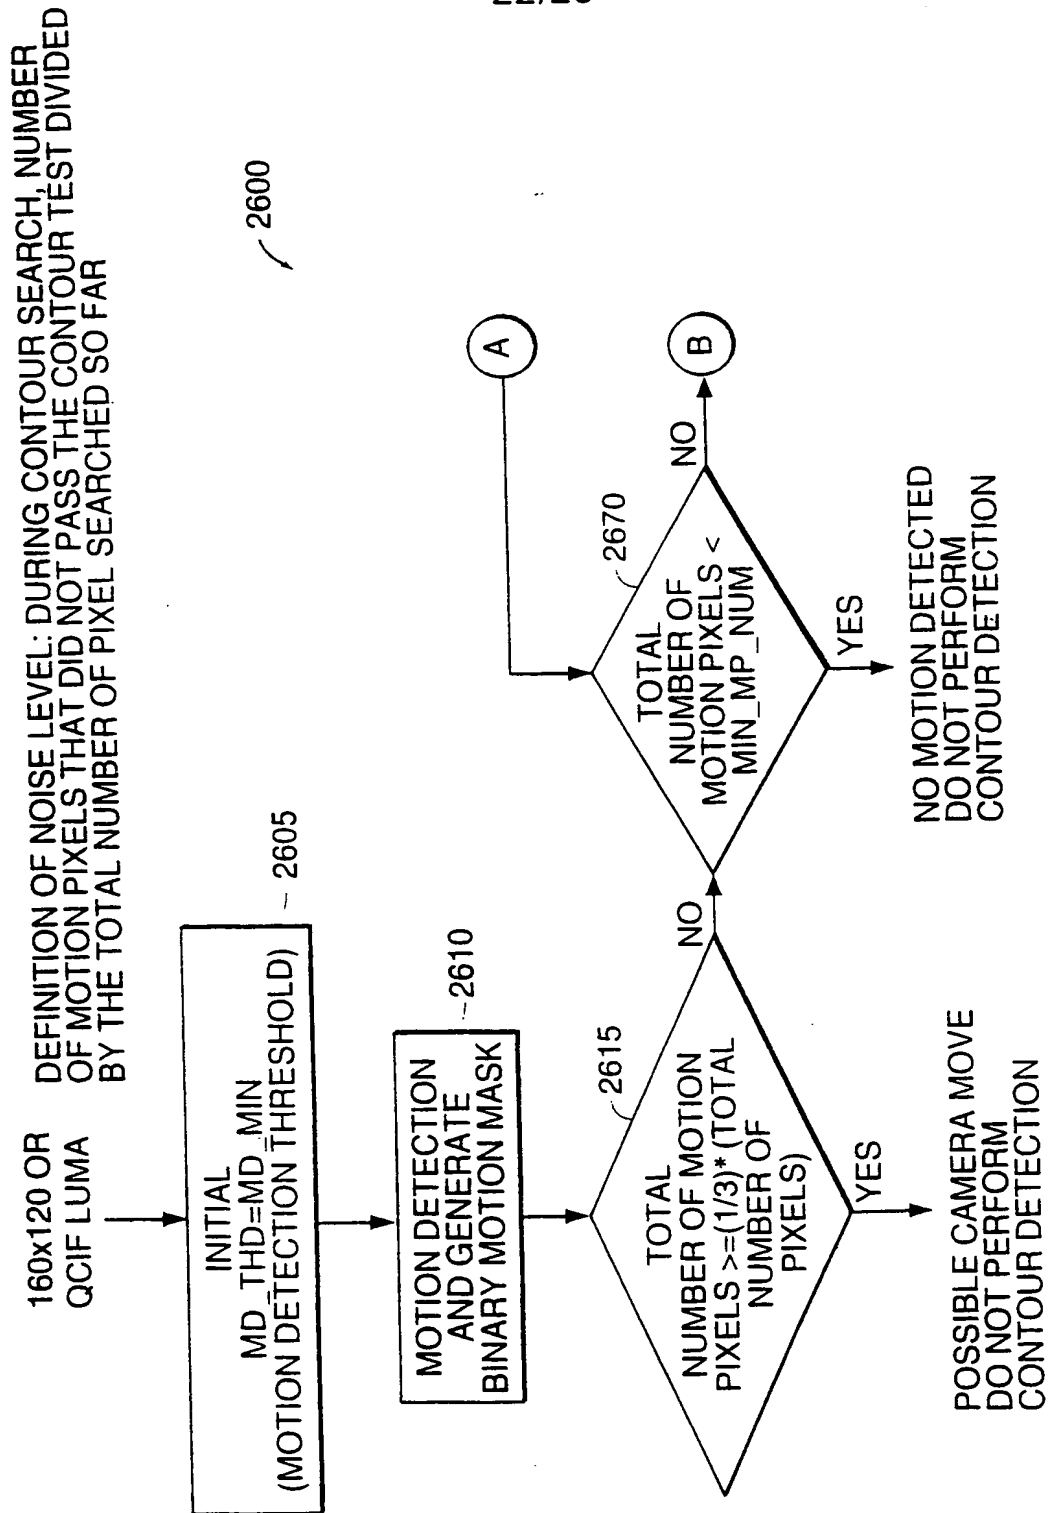 160x120 OR
QCIF LUMA
DEFINITION OF NOISE LEVEL: DURING CONTOUR SEARCH, NUMBER
OF MOTION PIXELS THAT DID NOT PASS THE CONTOUR TEST DIVIDED
BY THE TOTAL NUMBER OF PIXEL SEARCHED SO FAR
2600
INITIAL
MD_THD=MD_MIN
(MOTION DETECTION THRESHOLD)
2605
MOTION DETECTION
AND GENERATE
BINARY MOTION MASK
2610
TOTAL
NUMBER OF MOTION
PIXELS >=(1/3)*(TOTAL
NUMBER OF
PIXELS)
2615
NO
YES
POSSIBLE CAMERA MOVE
DO NOT PERFORM
CONTOUR DETECTION
A
TOTAL
NUMBER OF
MOTION PIXELS <
MIN_MP_NUM
2670
NO
B
YES
NO MOTION DETECTED
DO NOT PERFORM
CONTOUR DETECTION